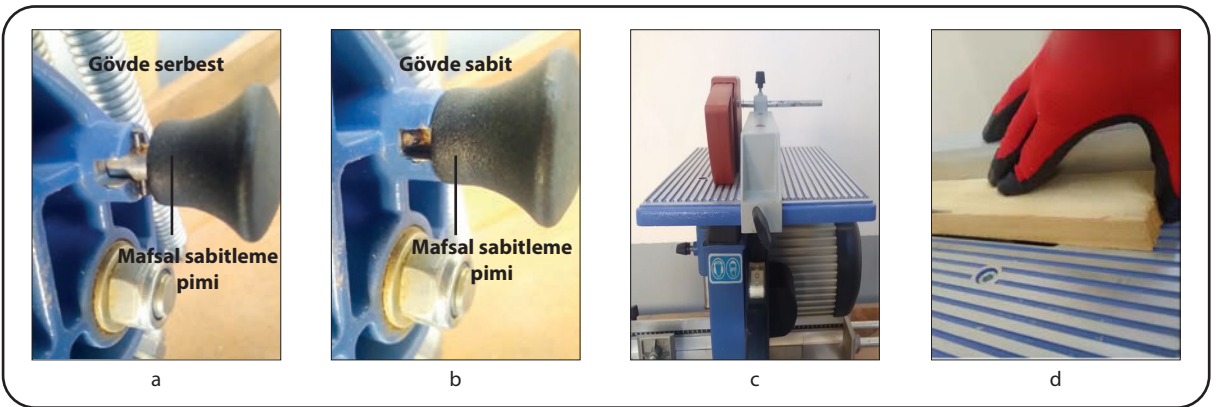 Gövde serbest
Mafsal sabitleme
pimi
a
Gövde sabit
Mafsal sabitleme
pimi
b
c
d